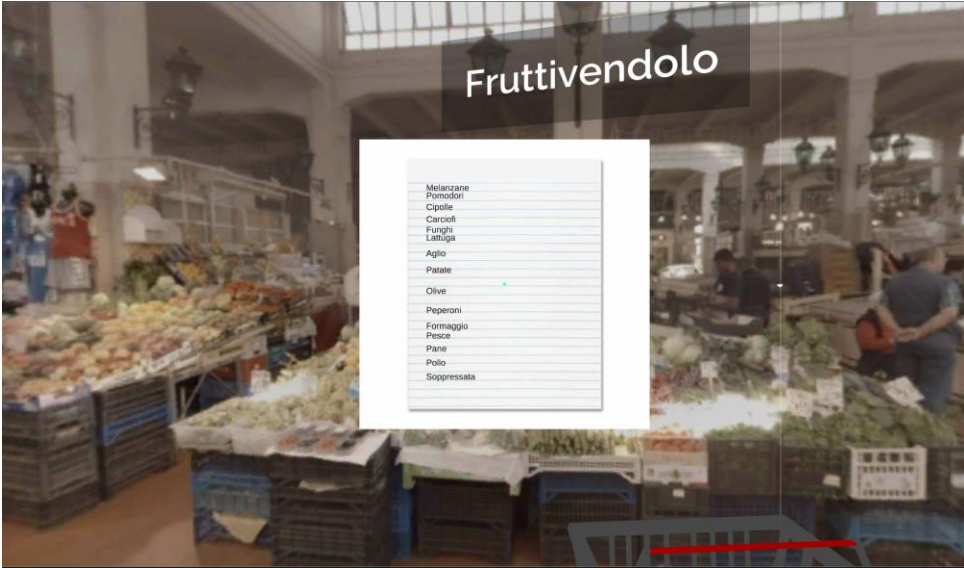 Fruttivendolo
Melanzane
Pomodori
Cipolle
Carciofi
Funghi
Lattuga
Aglio
Patate
Olive
Peperoni
Formaggio
Pesce
Pane
Pollo
Soppressata